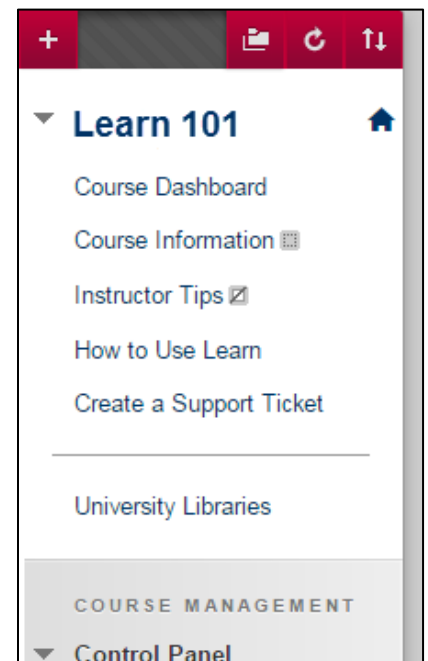 Learn 101
Course Dashboard
Course Information
Instructor Tips
How to Use Learn
Create a Support Ticket
University Libraries
COURSE MANAGEMENT
Control Panel